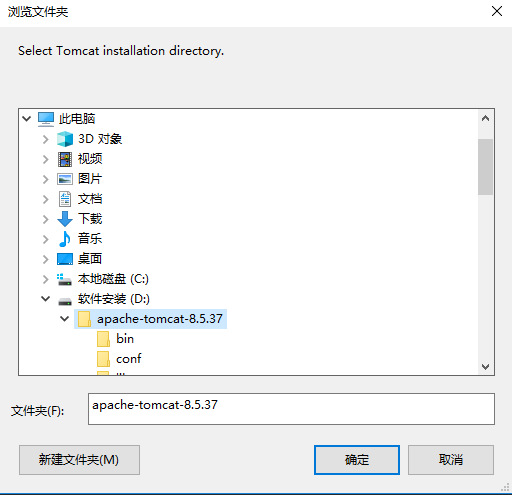 浏览文件夹
Select Tomcat installation directory.
此电脑
3D 对象
视频
图片
文档
下载
音乐
桌面
本地磁盘 (C:)
软件安装 (D:)
apache-tomcat-8.5.37
bin
conf
文件夹(F):
apache-tomcat-8.5.37
新建文件夹(M)
确定
取消